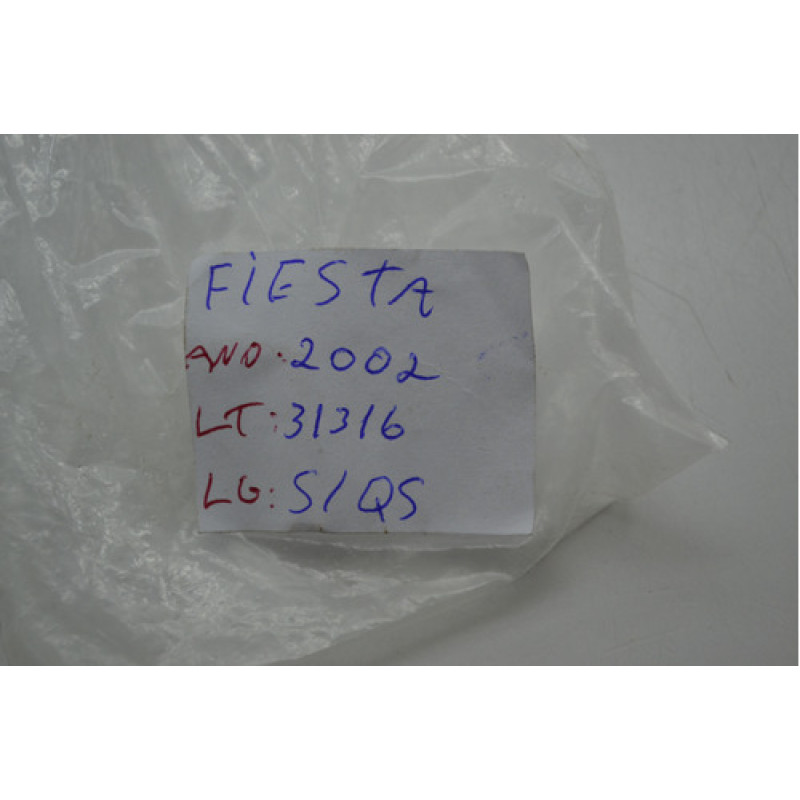 FiESTA
ANO: 2002
LT: 31316
LG: S/QS